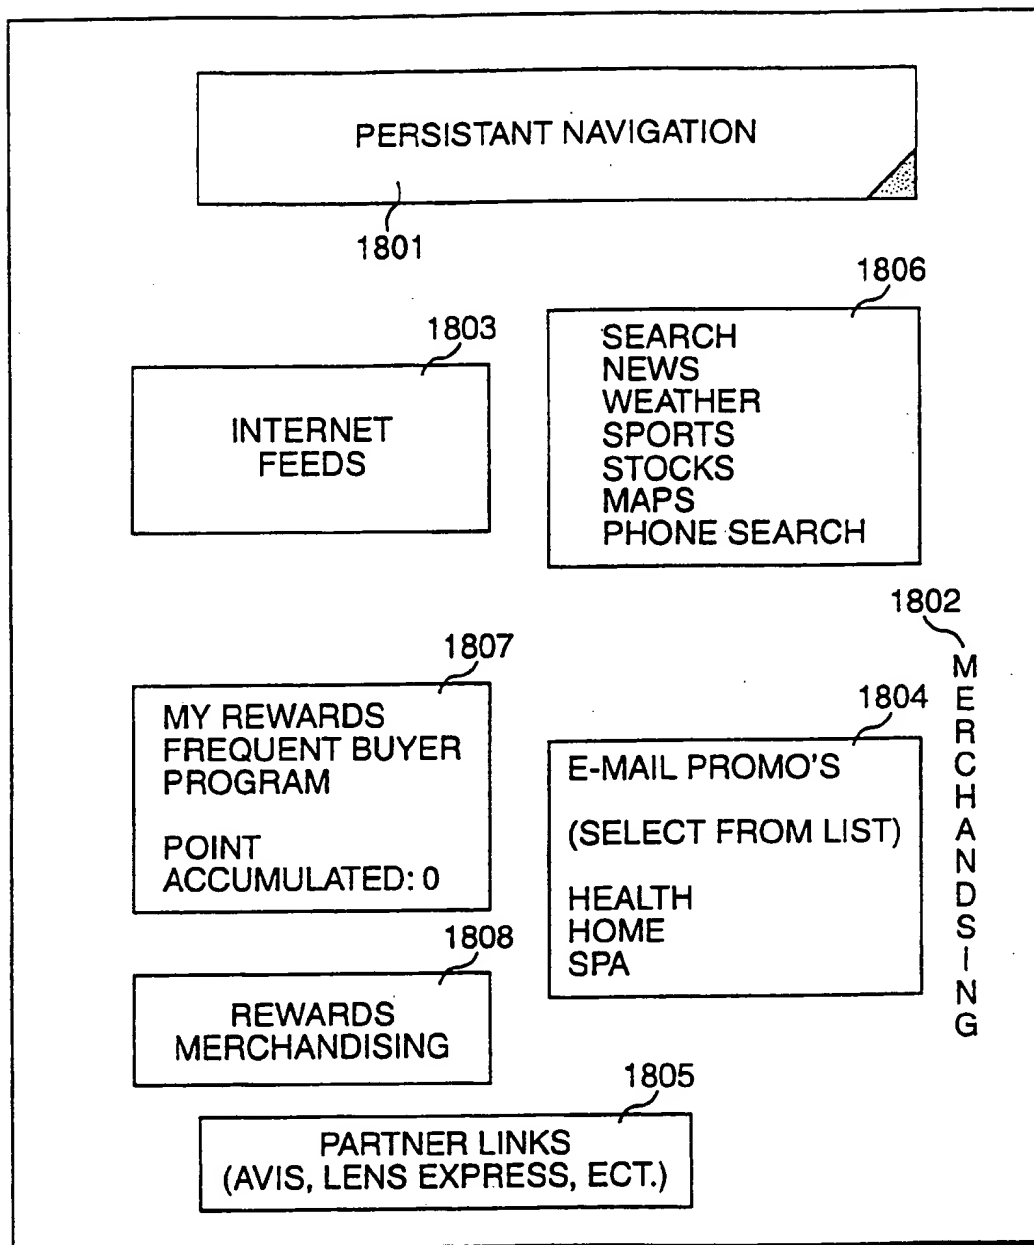 PERSISTANT NAVIGATION
1801
1806
SEARCH
NEWS
WEATHER
SPORTS
STOCKS
MAPS
PHONE SEARCH
1803
INTERNET
FEEDS
1802
MERCHANDSING
1807
MY REWARDS
FREQUENT BUYER
PROGRAM
POINT
ACCUMULATED: 0
1804
E-MAIL PROMO'S
(SELECT FROM LIST)
HEALTH
HOME
SPA
1808
REWARDS
MERCHANDISING
1805
PARTNER LINKS
(AVIS, LENS EXPRESS, ECT.)